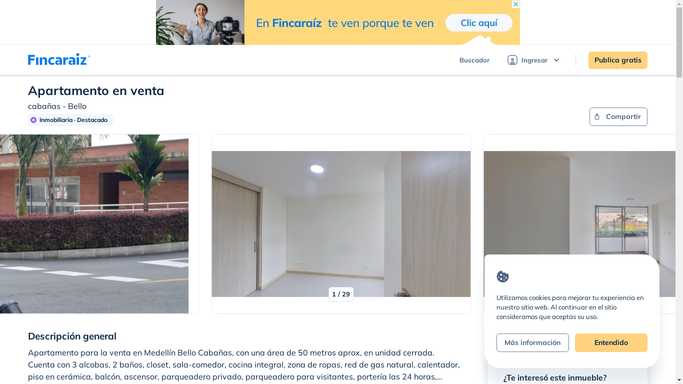 En Fincaraíz te ven porque te ven
Clic aquí
Fincaraiz
Buscador
Ingresar
Publica gratis
Apartamento en venta
cabañas - Bello
Inmobiliaria · Destacado
Compartir
1 / 29
Utilizamos cookies para mejorar tu experiencia en
nuestro sitio web. Al continuar en el sitio
consideramos que aceptas su uso.
Más información
Entendido
Descripción general
Apartamento para la venta en Medellín Bello Cabañas, con una área de 50 metros aprox, en unidad cerrada.
Cuenta con 3 alcobas, 2 baños, closet, sala-comedor, cocina integral, zona de ropas, red de gas natural, calentador,
piso en cerámica, balcón, ascensor, parqueadero privado, parqueadero para visitantes, portería las 24 horas,...
¿Te interesó este inmueble?